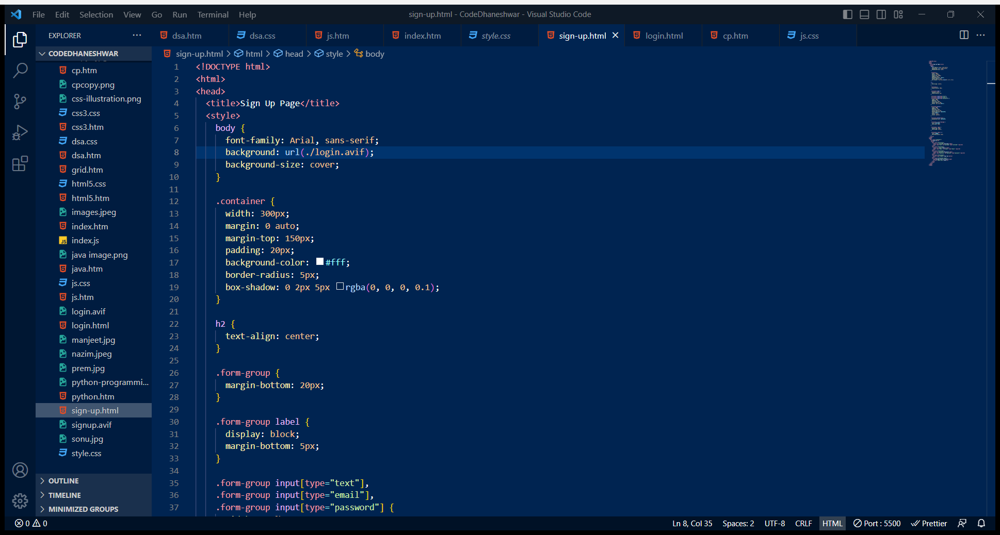 File Edit Selection View Go Run Terminal Help
sign-up.html - CodeDhaneshwar - Visual Studio Code
EXPLORER
dsa.htm
dsa.css
js.htm
index.htm
style.css
sign-up.html
login.html
cp.htm
js.css
CODEDHANESHWAR
cp.htm
cpcopy.png
css-illustration.png
css3.css
css3.htm
dsa.css
dsa.htm
grid.htm
html5.css
html5.htm
images.jpeg
index.htm
index.js
java image.png
java.htm
js.css
js.htm
login.avif
login.html
manjeet.jpg
nazim.jpeg
prem.jpg
python-programmi...
python.htm
sign-up.html
signup.avif
sonu.jpg
style.css
OUTLINE
TIMELINE
MINIMIZED GROUPS
sign-up.html > html > head > style > body
1 <!DOCTYPE html>
2 <html>
3 <head>
4 <title>Sign Up Page</title>
5 <style>
6 body {
7 font-family: Arial, sans-serif;
8 background: url(./login.avif);
9 background-size: cover;
10 }
11
12 .container {
13 width: 300px;
14 margin: 0 auto;
15 margin-top: 150px;
16 padding: 20px;
17 background-color: #fff;
18 border-radius: 5px;
19 box-shadow: 0 2px 5px rgba(0, 0, 0, 0.1);
20 }
21
22 h2 {
23 text-align: center;
24 }
25
26 .form-group {
27 margin-bottom: 20px;
28 }
29
30 .form-group label {
31 display: block;
32 margin-bottom: 5px;
33 }
34
35 .form-group input[type="text"],
36 .form-group input[type="email"],
37 .form-group input[type="password"] {
0 0
Ln 8, Col 35
Spaces: 2
UTF-8
CRLF
HTML
Port : 5500
Prettier